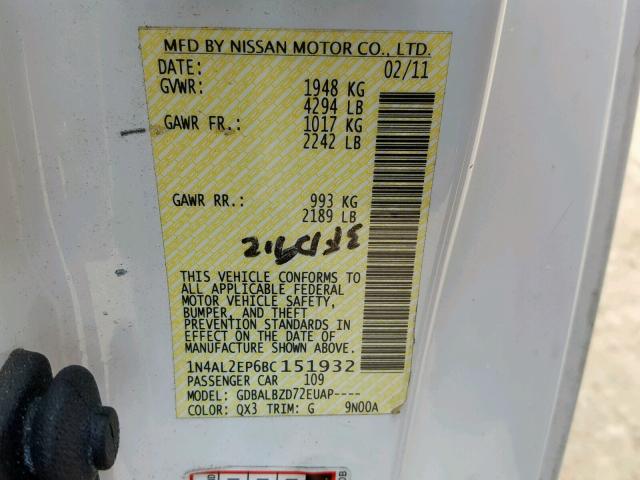 MFD BY NISSAN MOTOR CO., LTD.
DATE: 02/11
GVWR: 1948 KG
4294 LB
GAWR FR.: 1017 KG
2242 LB
GAWR RR.: 993 KG
2189 LB
THIS VEHICLE CONFORMS TO
ALL APPLICABLE FEDERAL
MOTOR VEHICLE SAFETY,
BUMPER, AND THEFT
PREVENTION STANDARDS IN
EFFECT ON THE DATE OF
MANUFACTURE SHOWN ABOVE.
1N4AL2EP6BC151932
PASSENGER CAR 109
MODEL: GDBALBZD72EUAP----
COLOR: QX3 TRIM: G 9N00A